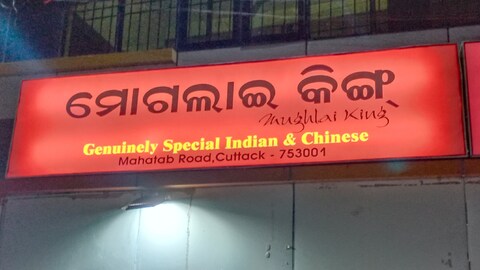 ମୋଗଲାଇ କିଙ୍ଗ୍
Mughlai King
Genuinely Special Indian & Chinese
Mahatab Road,Cuttack - 753001